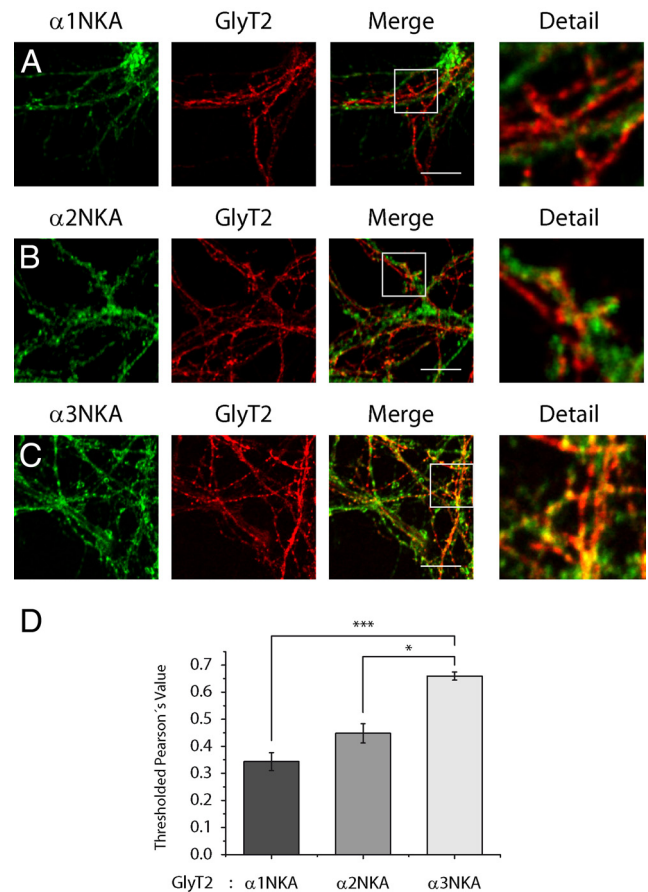 α1NKA GlyT2 Merge Detail
A
α2NKA GlyT2 Merge Detail
B
α3NKA GlyT2 Merge Detail
C
D
***
*
Thresholded Pearson´s Value
0.7
0.6
0.5
0.4
0.3
0.2
0.1
0.0
GlyT2 : α1NKA α2NKA α3NKA